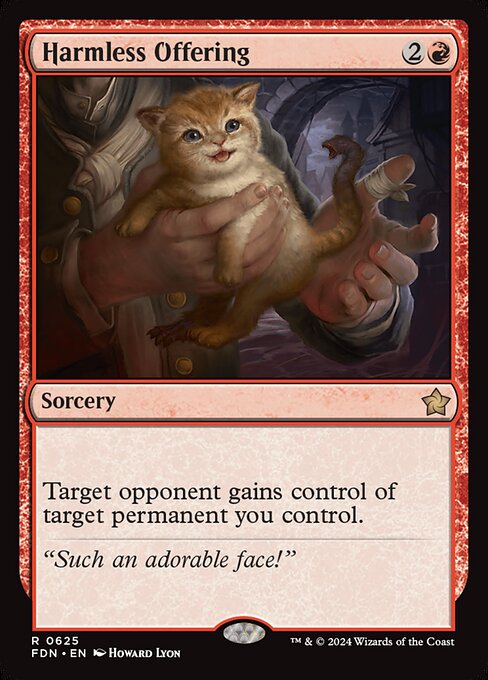 Harmless Offering 2
Sorcery
Target opponent gains control of
target permanent you control.
“Such an adorable face!”
R 0625
FDN • EN Howard Lyon
™ & © 2024 Wizards of the Coast